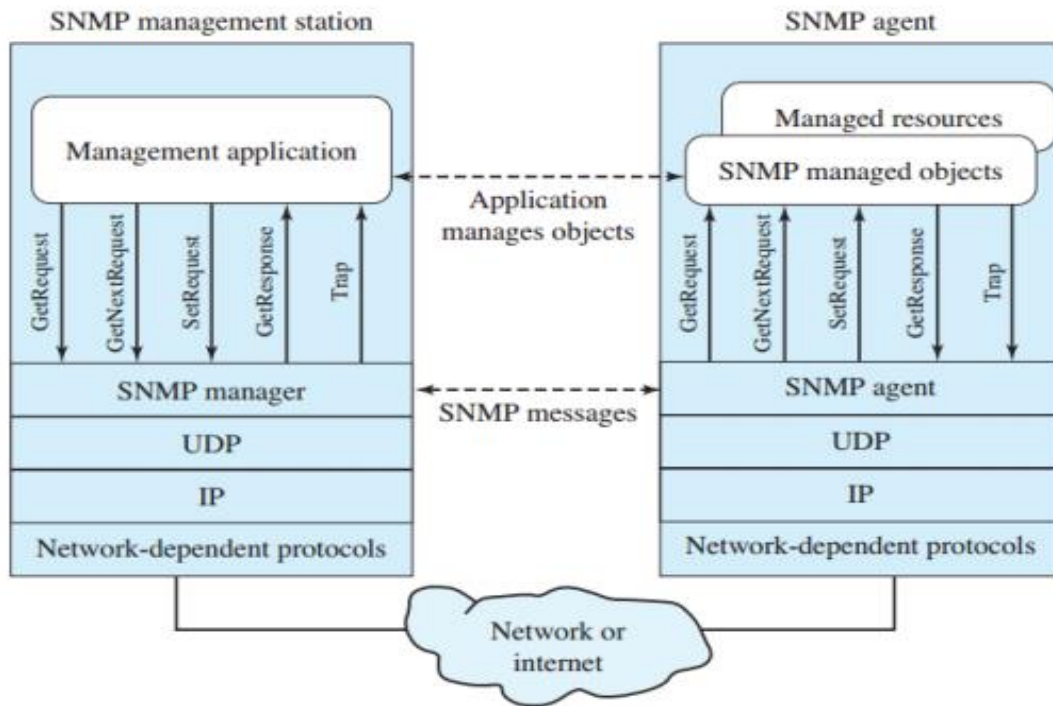 SNMP management station
SNMP agent
Management application
Managed resources
SNMP managed objects
Application
manages objects
GetRequest
GetNextRequest
SetRequest
GetResponse
Trap
GetRequest
GetNextRequest
SetRequest
GetResponse
Trap
SNMP manager
SNMP messages
SNMP agent
UDP
UDP
IP
IP
Network-dependent protocols
Network-dependent protocols
Network or
internet